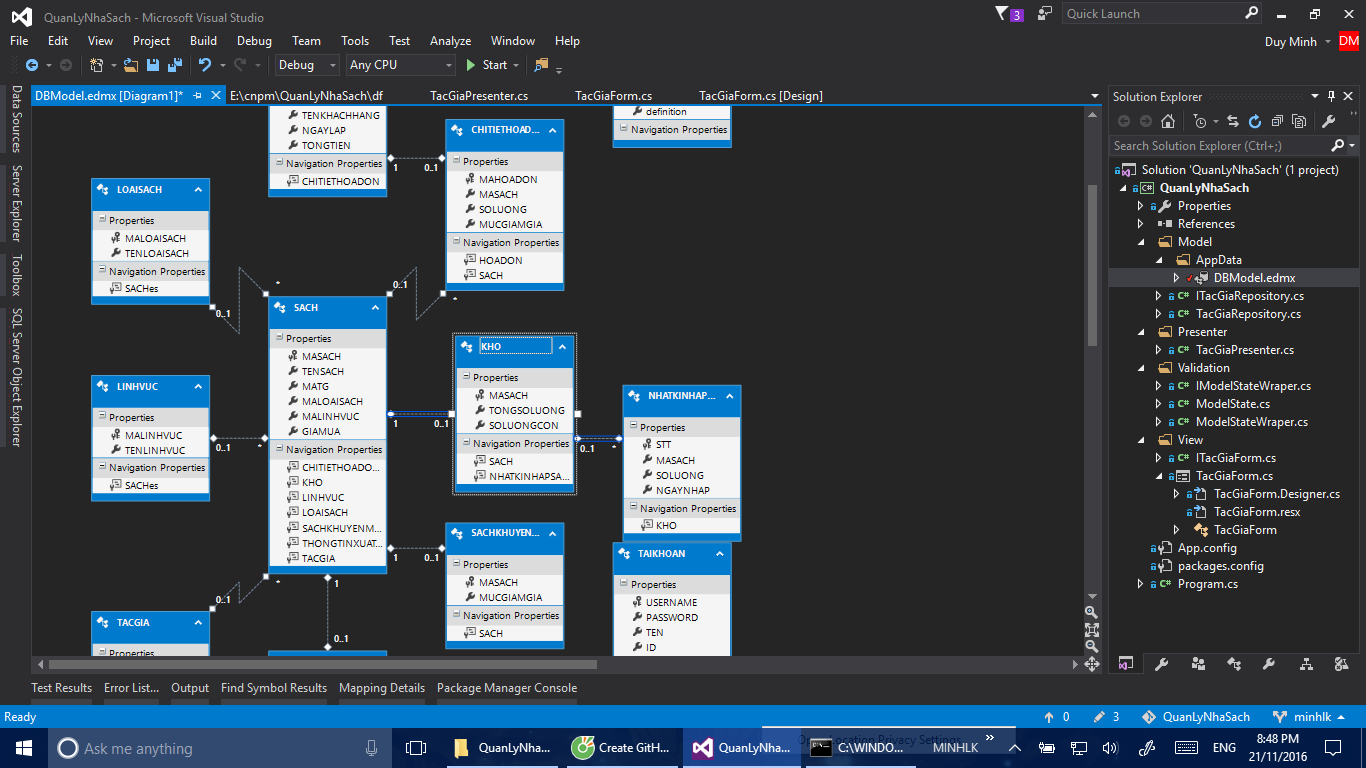 QuanLyNhaSach - Microsoft Visual Studio
3
Quick Launch
File Edit View Project Build Debug Team Tools Test Analyze Window Help
Duy Minh DM
Debug Any CPU Start
DBModel.edmx [Diagram1]* E:\cnpm\QuanLyNhaSach\df TacGiaPresenter.cs TacGiaForm.cs TacGiaForm.cs [Design]
Data Sources
Server Explorer
Toolbox
SQL Server Object Explorer
TENKHACHHANG
NGAYLAP
TONGTIEN
Navigation Properties
CHITIETHOADON
1 0..1
CHITIETHOAD...
Properties
MAHOADON
MASACH
SOLUONG
MUCGIAMGIA
Navigation Properties
HOADON
SACH
definition
Navigation Properties
LOAISACH
Properties
MALOAISACH
TENLOAISACH
Navigation Properties
SACHes
0..1 *
0..1 *
SACH
Properties
MASACH
TENSACH
MATG
MALOAISACH
MALINHVUC
GIAMUA
Navigation Properties
CHITIETHOADO...
KHO
LINHVUC
LOAISACH
SACHKHUYENM...
THONGTINXUAT...
TACGIA
1 0..1
KHO
Properties
MASACH
TONGSOLUONG
SOLUONGCON
Navigation Properties
SACH
NHATKINHAPSA...
0..1 *
NHATKINHAP...
Properties
STT
MASACH
SOLUONG
NGAYNHAP
Navigation Properties
KHO
LINHVUC
Properties
MALINHVUC
TENLINHVUC
Navigation Properties
SACHes
0..1 *
1 0..1
SACHKHUYEN...
Properties
MASACH
MUCGIAMGIA
Navigation Properties
SACH
TAIKHOAN
Properties
USERNAME
PASSWORD
TEN
ID
0..1 *
1
0..1
TACGIA
Properties
Solution Explorer
Search Solution Explorer (Ctrl+;)
Solution 'QuanLyNhaSach' (1 project)
QuanLyNhaSach
Properties
References
Model
AppData
DBModel.edmx
ITacGiaRepository.cs
TacGiaRepository.cs
Presenter
TacGiaPresenter.cs
Validation
IModelStateWraper.cs
ModelState.cs
ModelStateWraper.cs
View
ITacGiaForm.cs
TacGiaForm.cs
TacGiaForm.Designer.cs
TacGiaForm.resx
TacGiaForm
App.config
packages.config
Program.cs
Test Results Error List... Output Find Symbol Results Mapping Details Package Manager Console
Ready 0 3 QuanLyNhaSach minhlk
Open Location Privacy Settings
Ask me anything QuanLyNha... Create GitH... QuanLyNha... C:\WINDO... MINHLK ENG
8:48 PM
21/11/2016